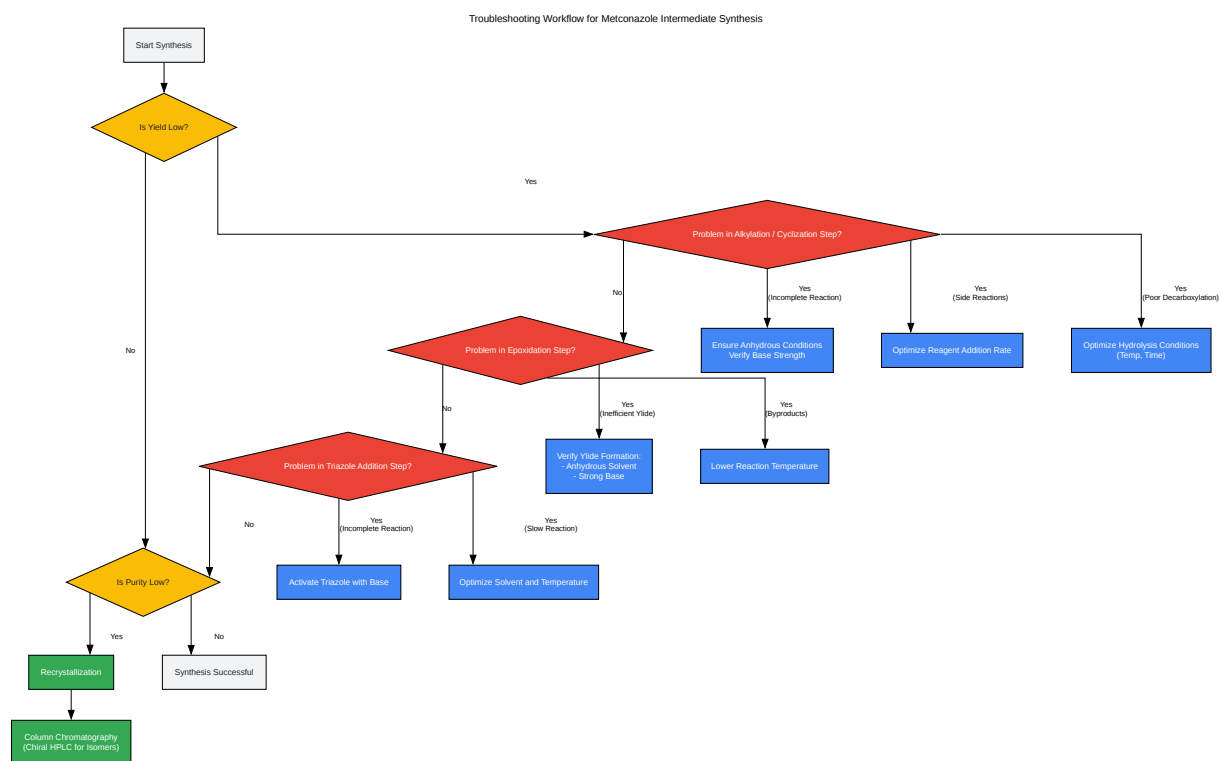 Troubleshooting Workflow for Metconazole Intermediate Synthesis
Start Synthesis
Is Yield Low?
Yes
Problem in Alkylation / Cyclization Step?
No
Yes
(Incomplete Reaction)
Yes
(Side Reactions)
Yes
(Poor Decarboxylation)
No
Problem in Epoxidation Step?
Ensure Anhydrous Conditions
Verify Base Strength
Optimize Reagent Addition Rate
Optimize Hydrolysis Conditions
(Temp, Time)
No
Yes
(Inefficient Ylide)
Yes
(Byproducts)
Problem in Triazole Addition Step?
Verify Ylide Formation:
- Anhydrous Solvent
- Strong Base
Lower Reaction Temperature
No
Yes
(Incomplete Reaction)
Yes
(Slow Reaction)
Is Purity Low?
Activate Triazole with Base
Optimize Solvent and Temperature
Yes
No
Recrystallization
Synthesis Successful
Column Chromatography
(Chiral HPLC for Isomers)